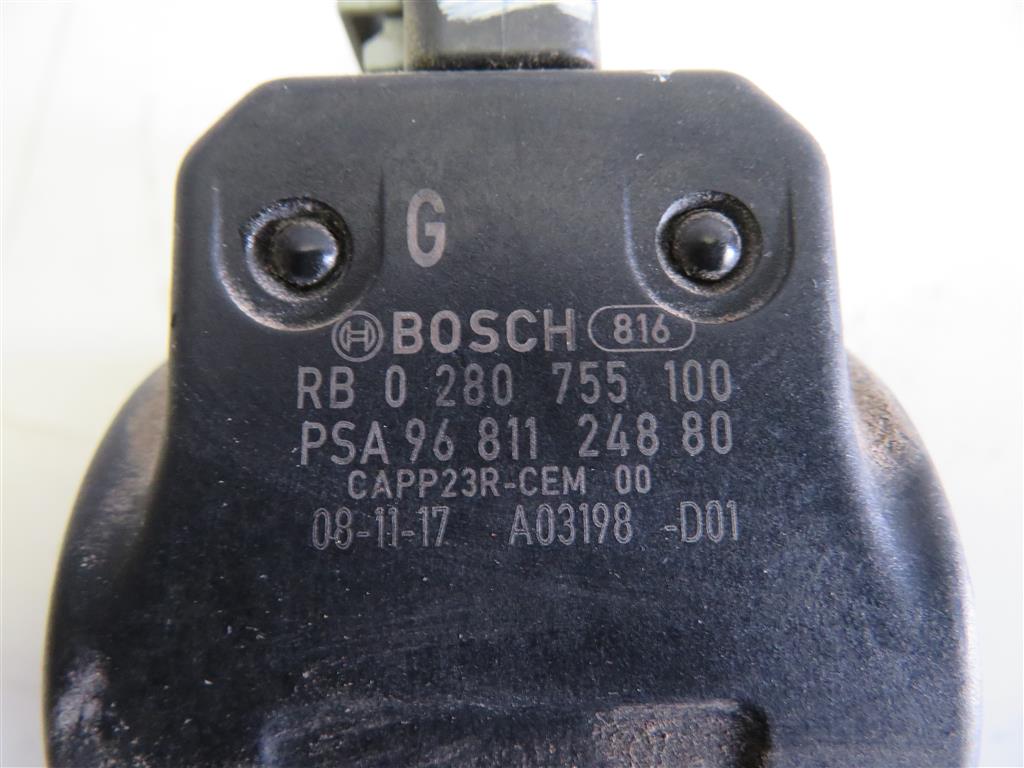 G
BOSCH 816
RB 0 280 755 100
PSA 96 811 248 80
CAPP23R-CEM 00
08-11-17 A03198 -D01